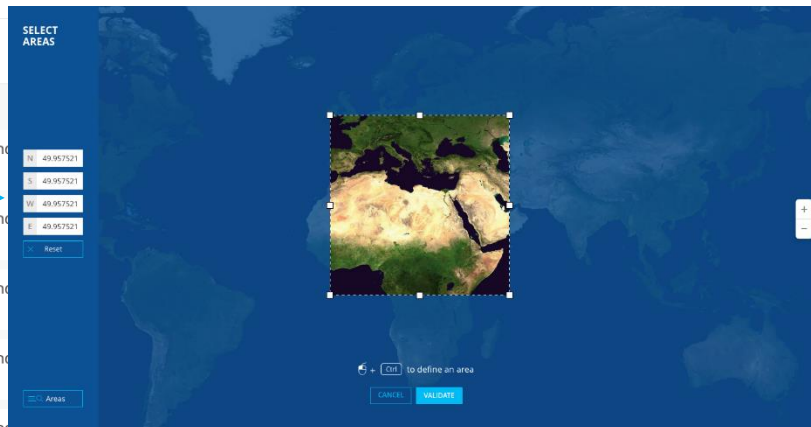 SELECT
AREAS
N 49.957521
S 49.957521
W 49.957521
E 49.957521
× Reset
+
−
+ Ctrl to define an area
CANCEL VALIDATE
Areas